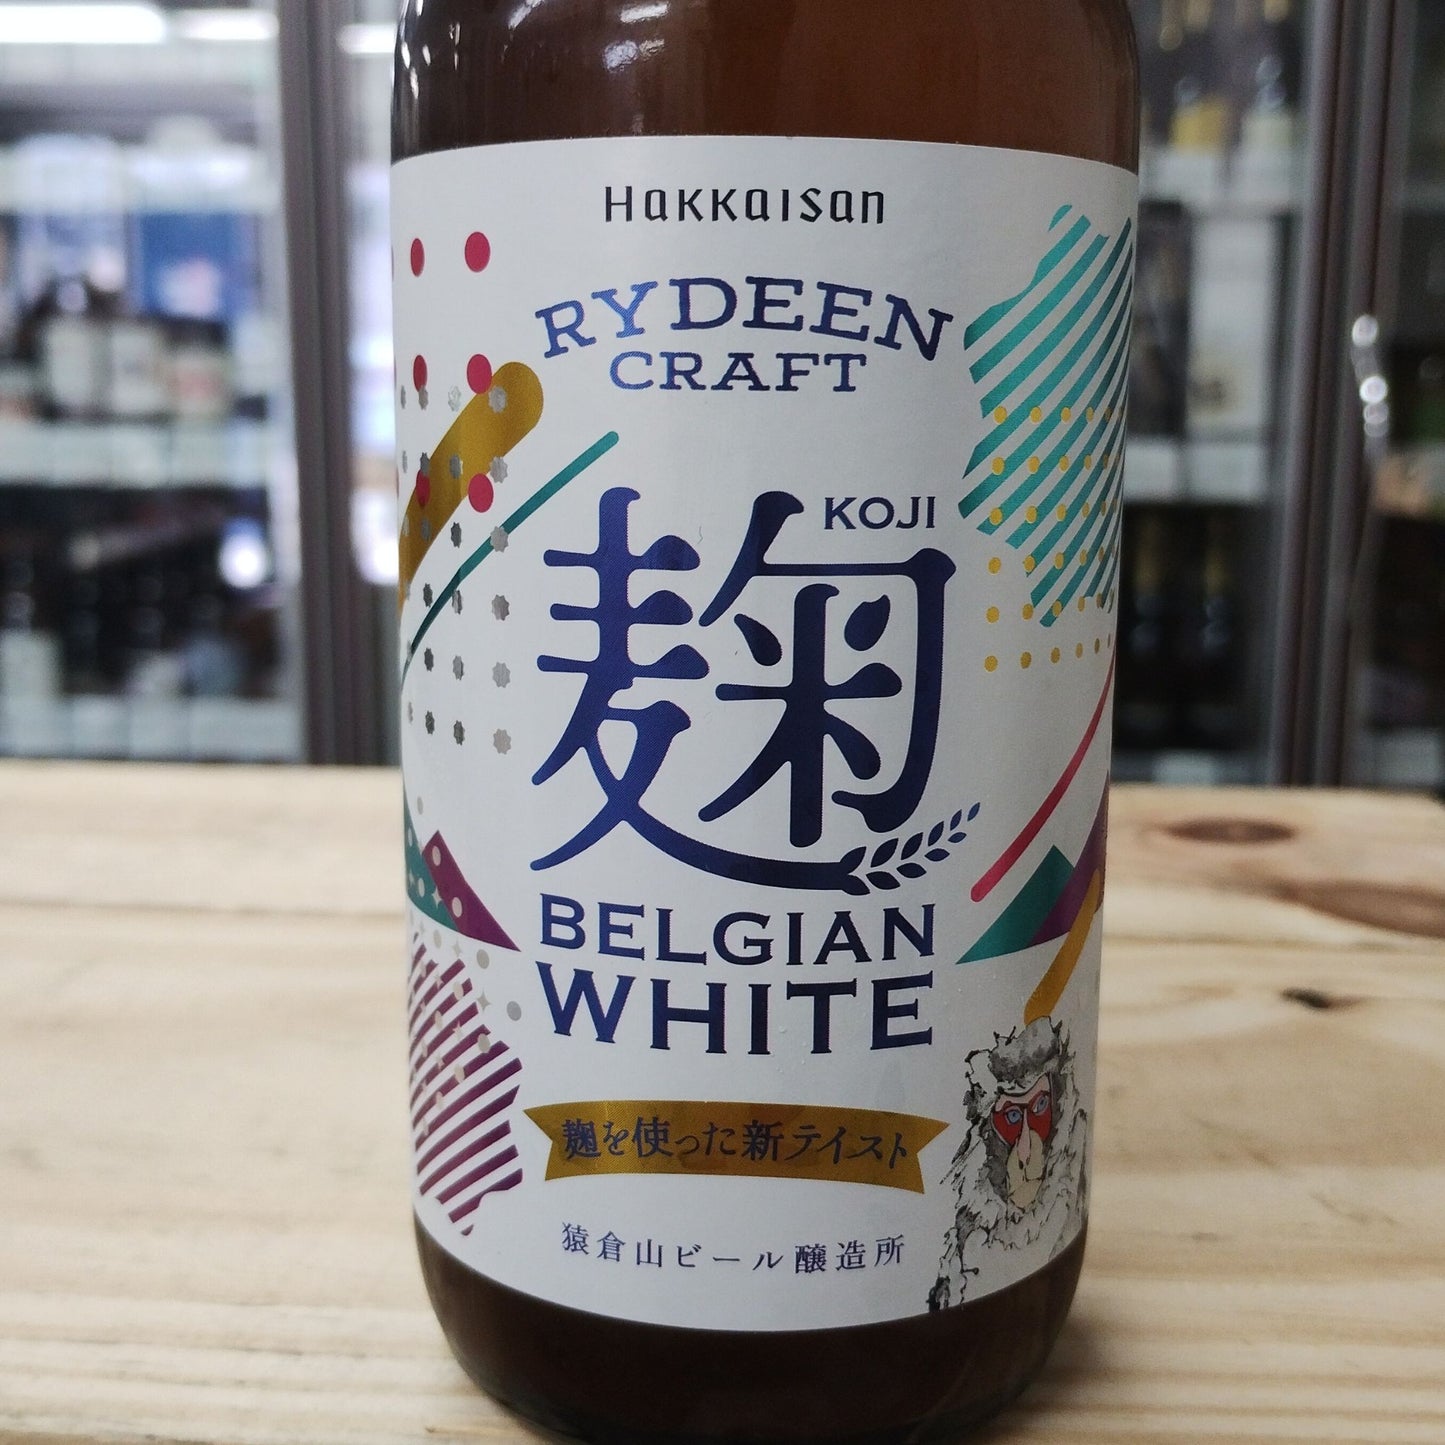 Hakkaisan
RYDEEN
CRAFT
KOJI
麹
BELGIAN
WHITE
麹を使った新テイスト
猿倉山ビール醸造所